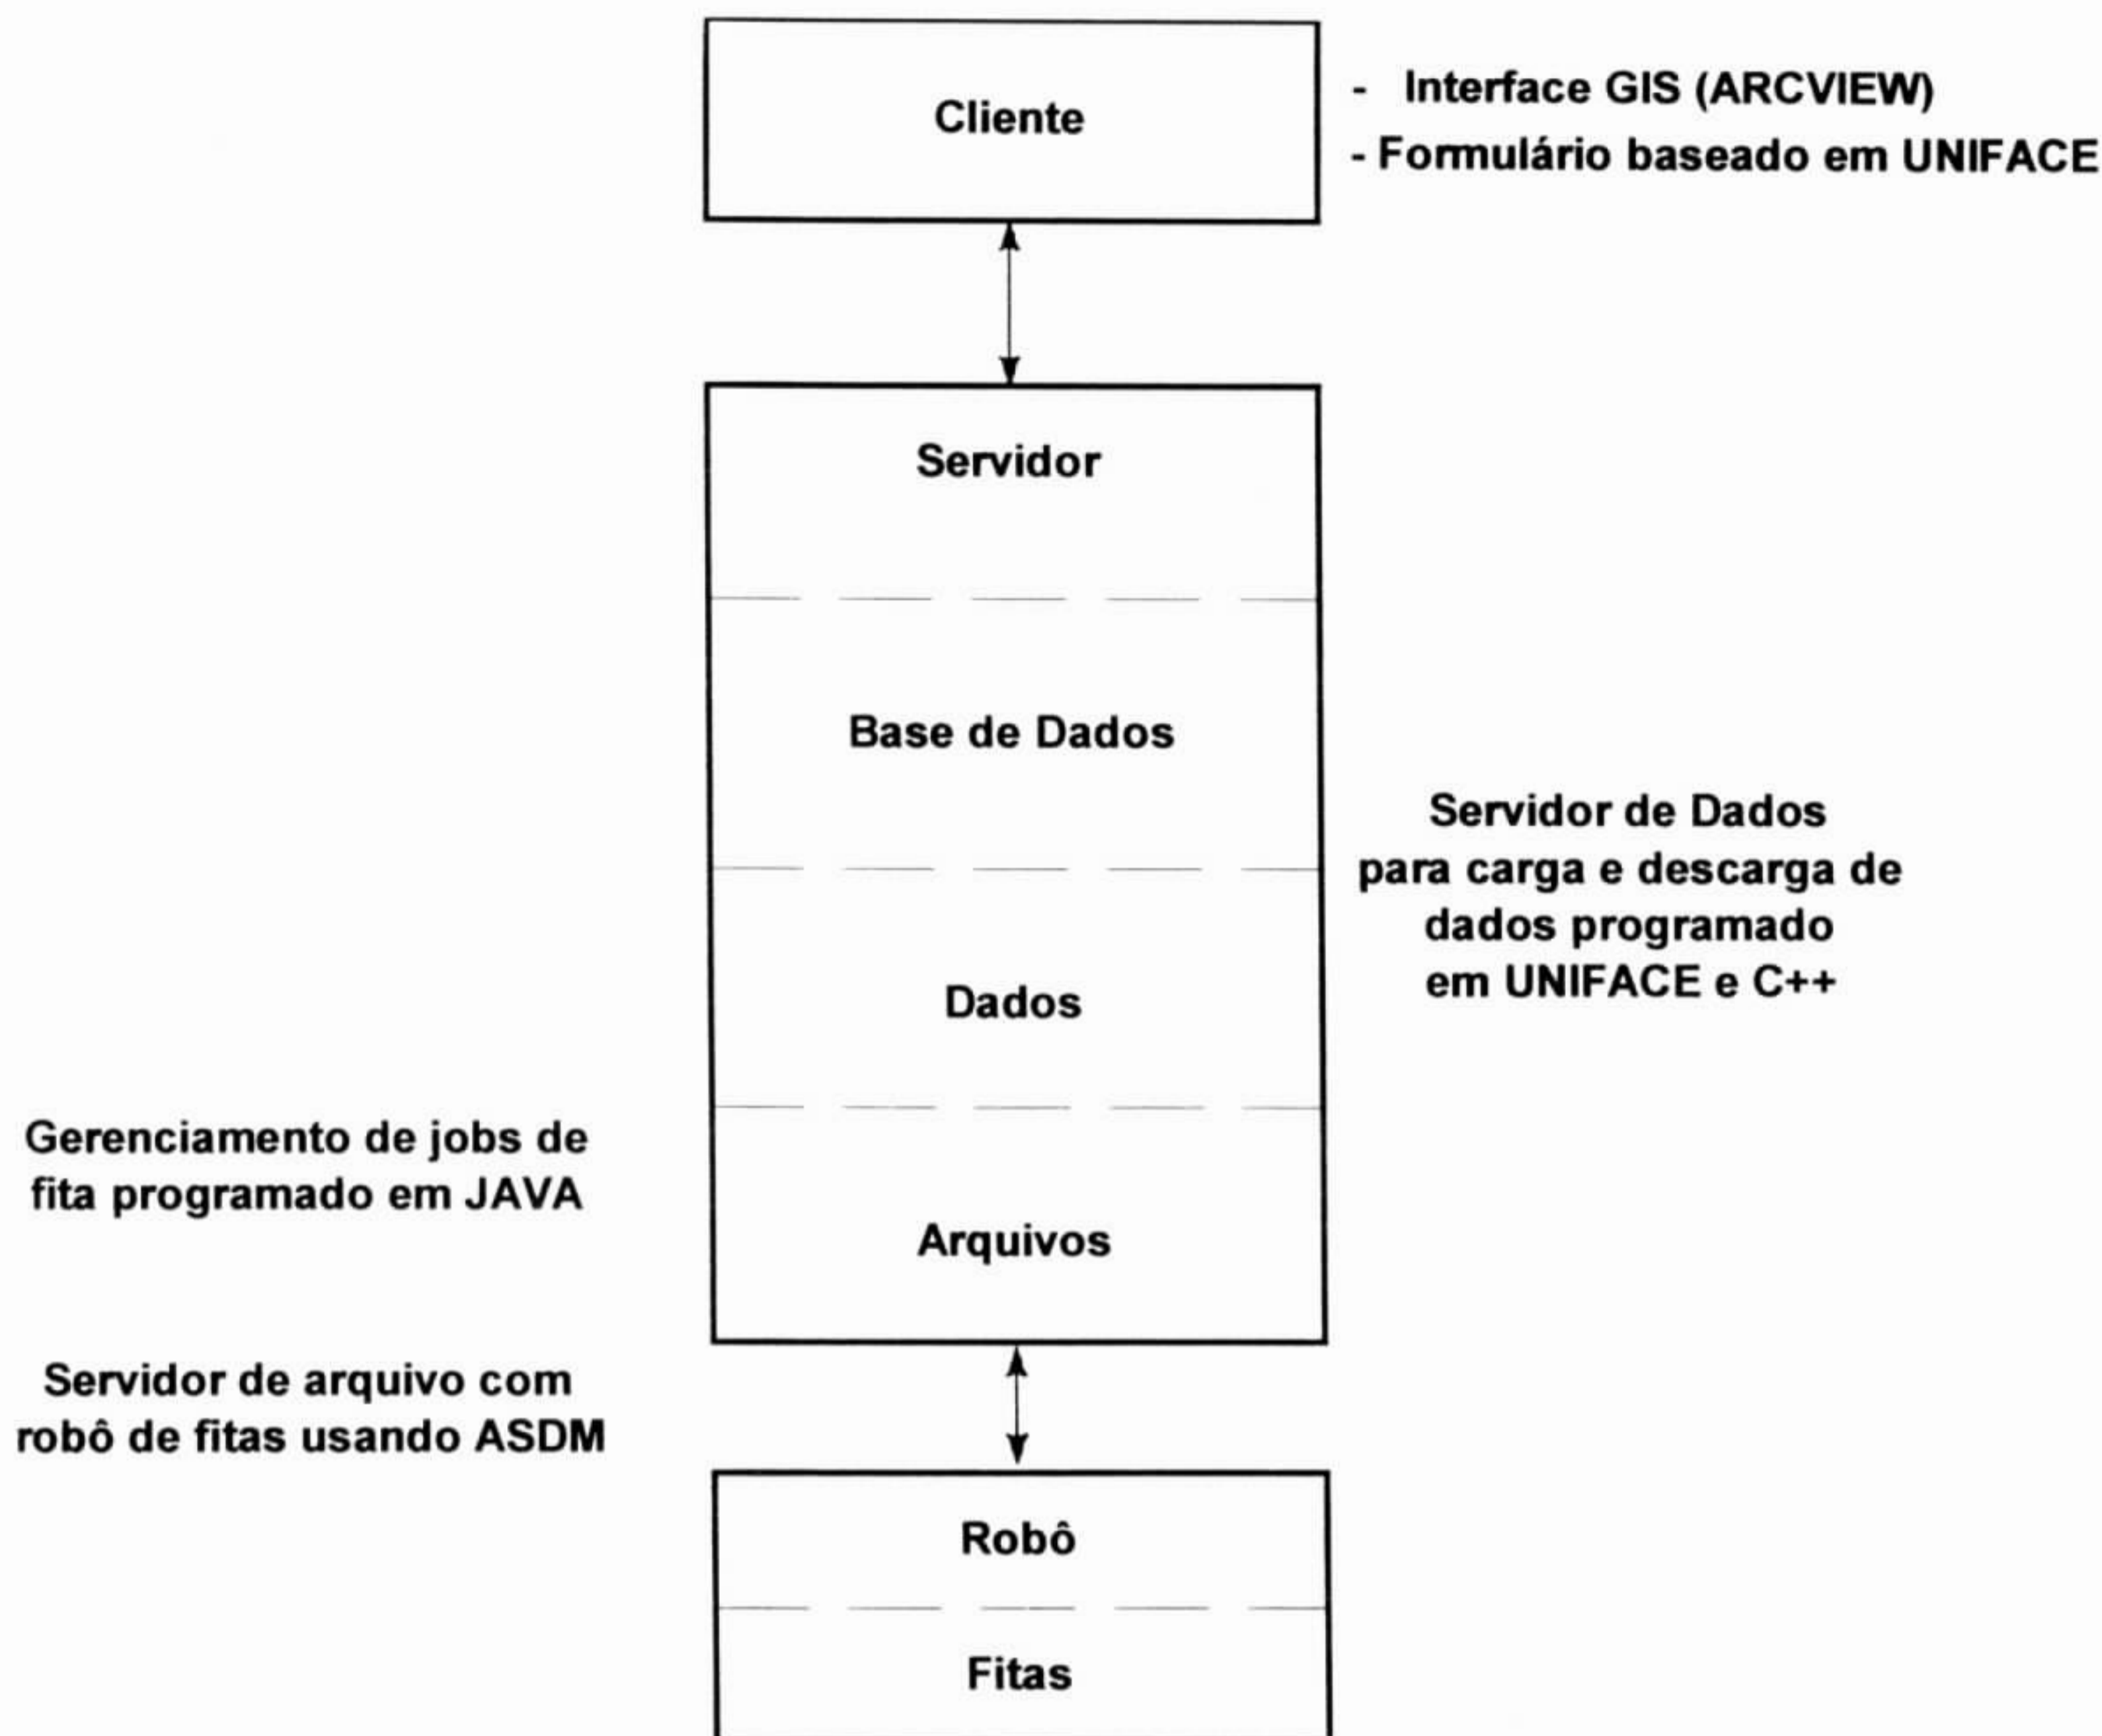 Cliente
- Interface GIS (ARCVIEW)
- Formulário baseado em UNIFACE
Servidor
Base de Dados
Servidor de Dados
para carga e descarga de
dados programado
em UNIFACE e C++
Dados
Gerenciamento de jobs de
fita programado em JAVA
Arquivos
Servidor de arquivo com
robô de fitas usando ASDM
Robô
Fitas